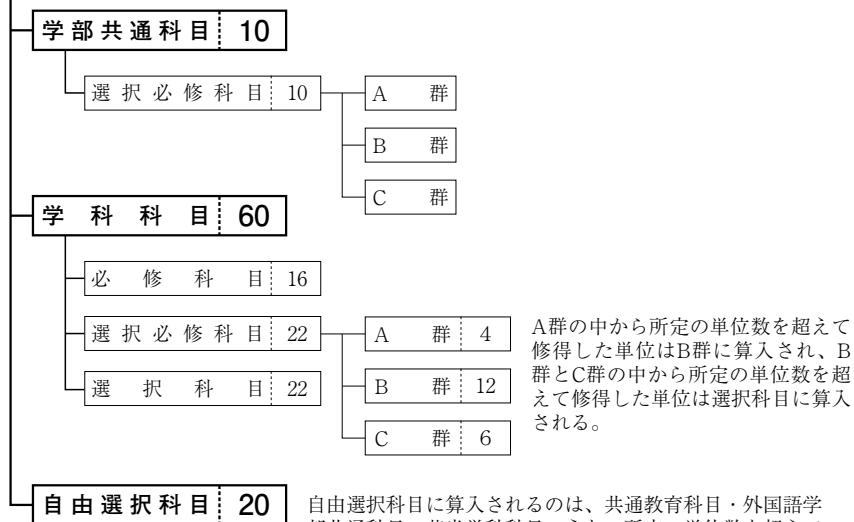 学部共通科目 10
選択必修科目 10
A 群
B 群
C 群
学科科目 60
必修科目 16
選択必修科目 22
A 群 4
B 群 12
C 群 6
選択科目 22
A群の中から所定の単位数を超えて
修得した単位はB群に算入され、B
群とC群の中から所定の単位数を超
えて修得した単位は選択科目に算入
される。
自由選択科目 20
自由選択科目に算入されるのは、共通教育科目・外国語学